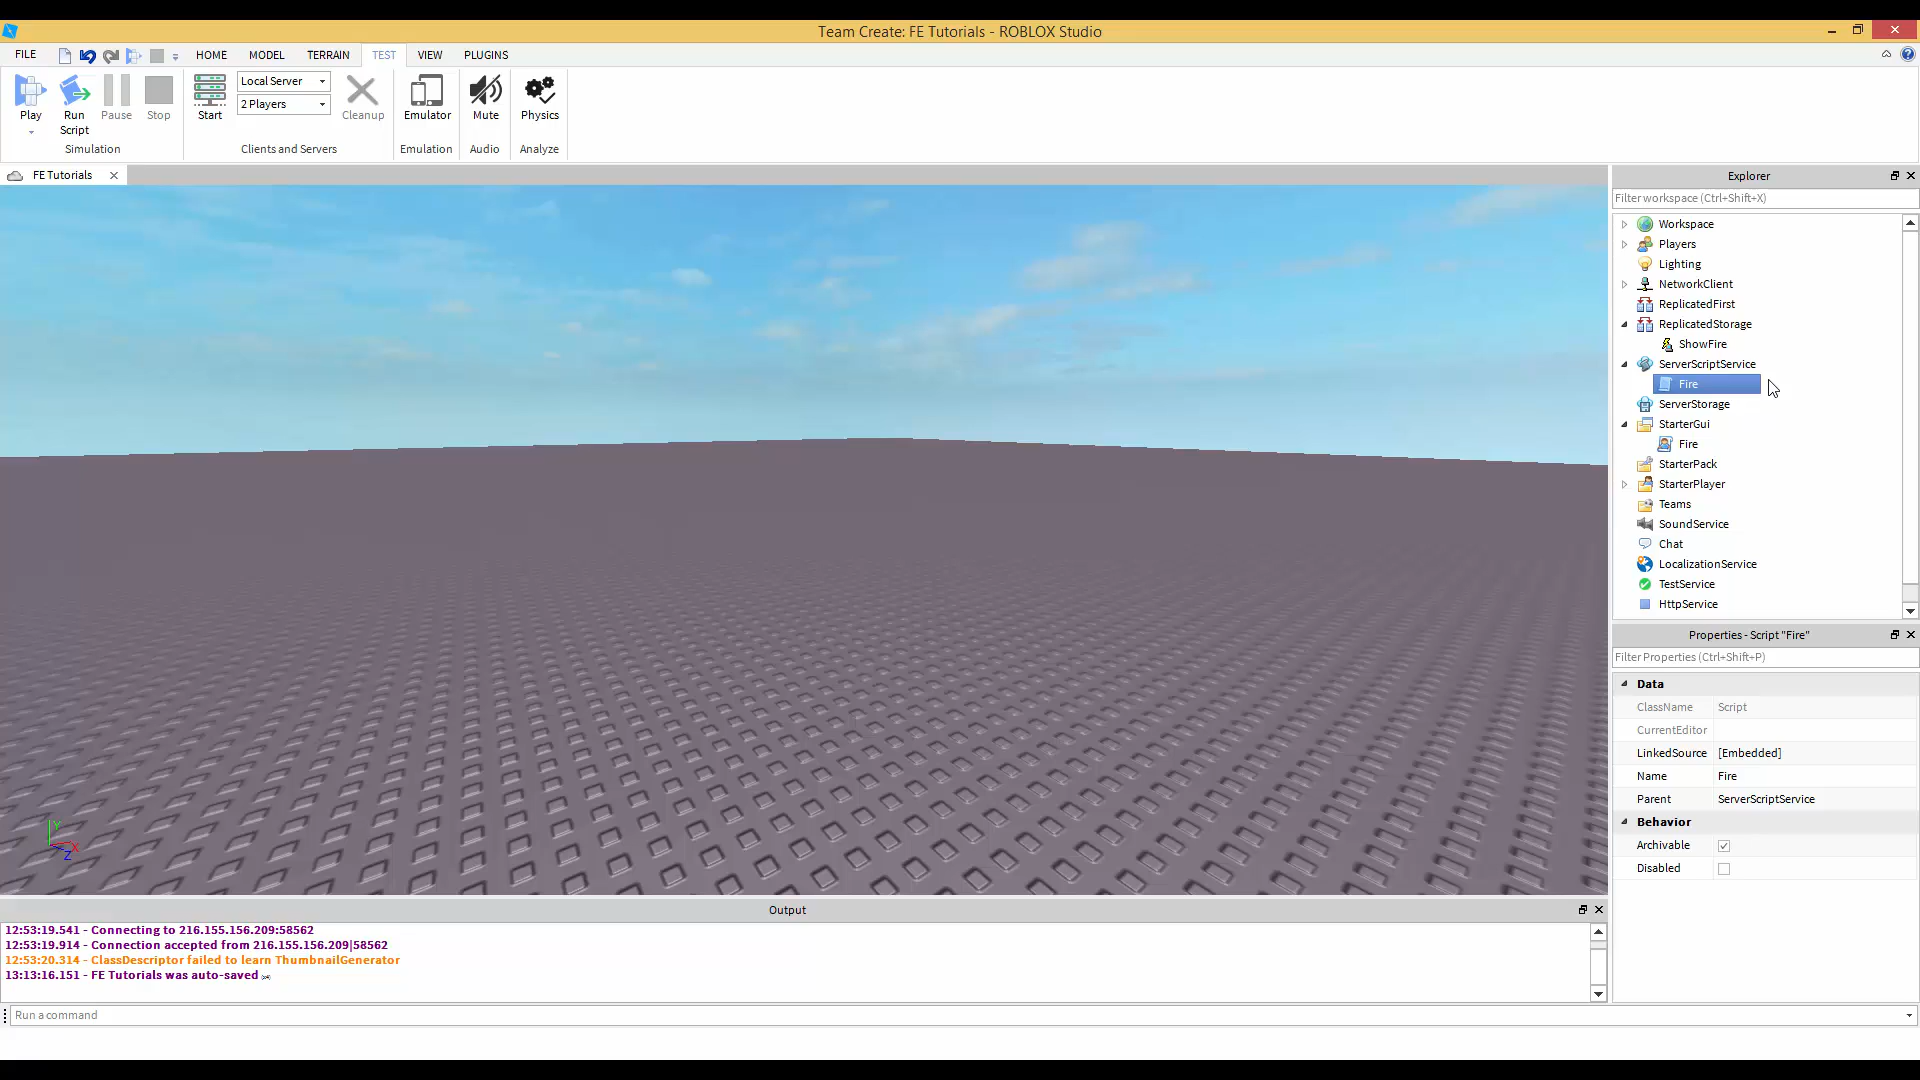 Team Create: FE Tutorials - ROBLOX Studio
FILE HOME MODEL TERRAIN TEST VIEW PLUGINS
Play
Run Script
Pause
Stop
Simulation
Start
Local Server
2 Players
Cleanup
Clients and Servers
Emulator
Emulation
Mute
Audio
Physics
Analyze
FE Tutorials
Explorer
Filter workspace (Ctrl+Shift+X)
Workspace
Players
Lighting
NetworkClient
ReplicatedFirst
ReplicatedStorage
ShowFire
ServerScriptService
Fire
ServerStorage
StarterGui
Fire
StarterPack
StarterPlayer
Teams
SoundService
Chat
LocalizationService
TestService
HttpService
Properties - Script "Fire"
Filter Properties (Ctrl+Shift+P)
Data
ClassName Script
CurrentEditor
LinkedSource [Embedded]
Name Fire
Parent ServerScriptService
Behavior
Archivable
Disabled
Y
X
Z
Output
12:53:19.541 - Connecting to 216.155.156.209:58562
12:53:19.914 - Connection accepted from 216.155.156.209|58562
12:53:20.314 - ClassDescriptor failed to learn ThumbnailGenerator
13:13:16.151 - FE Tutorials was auto-saved
Run a command